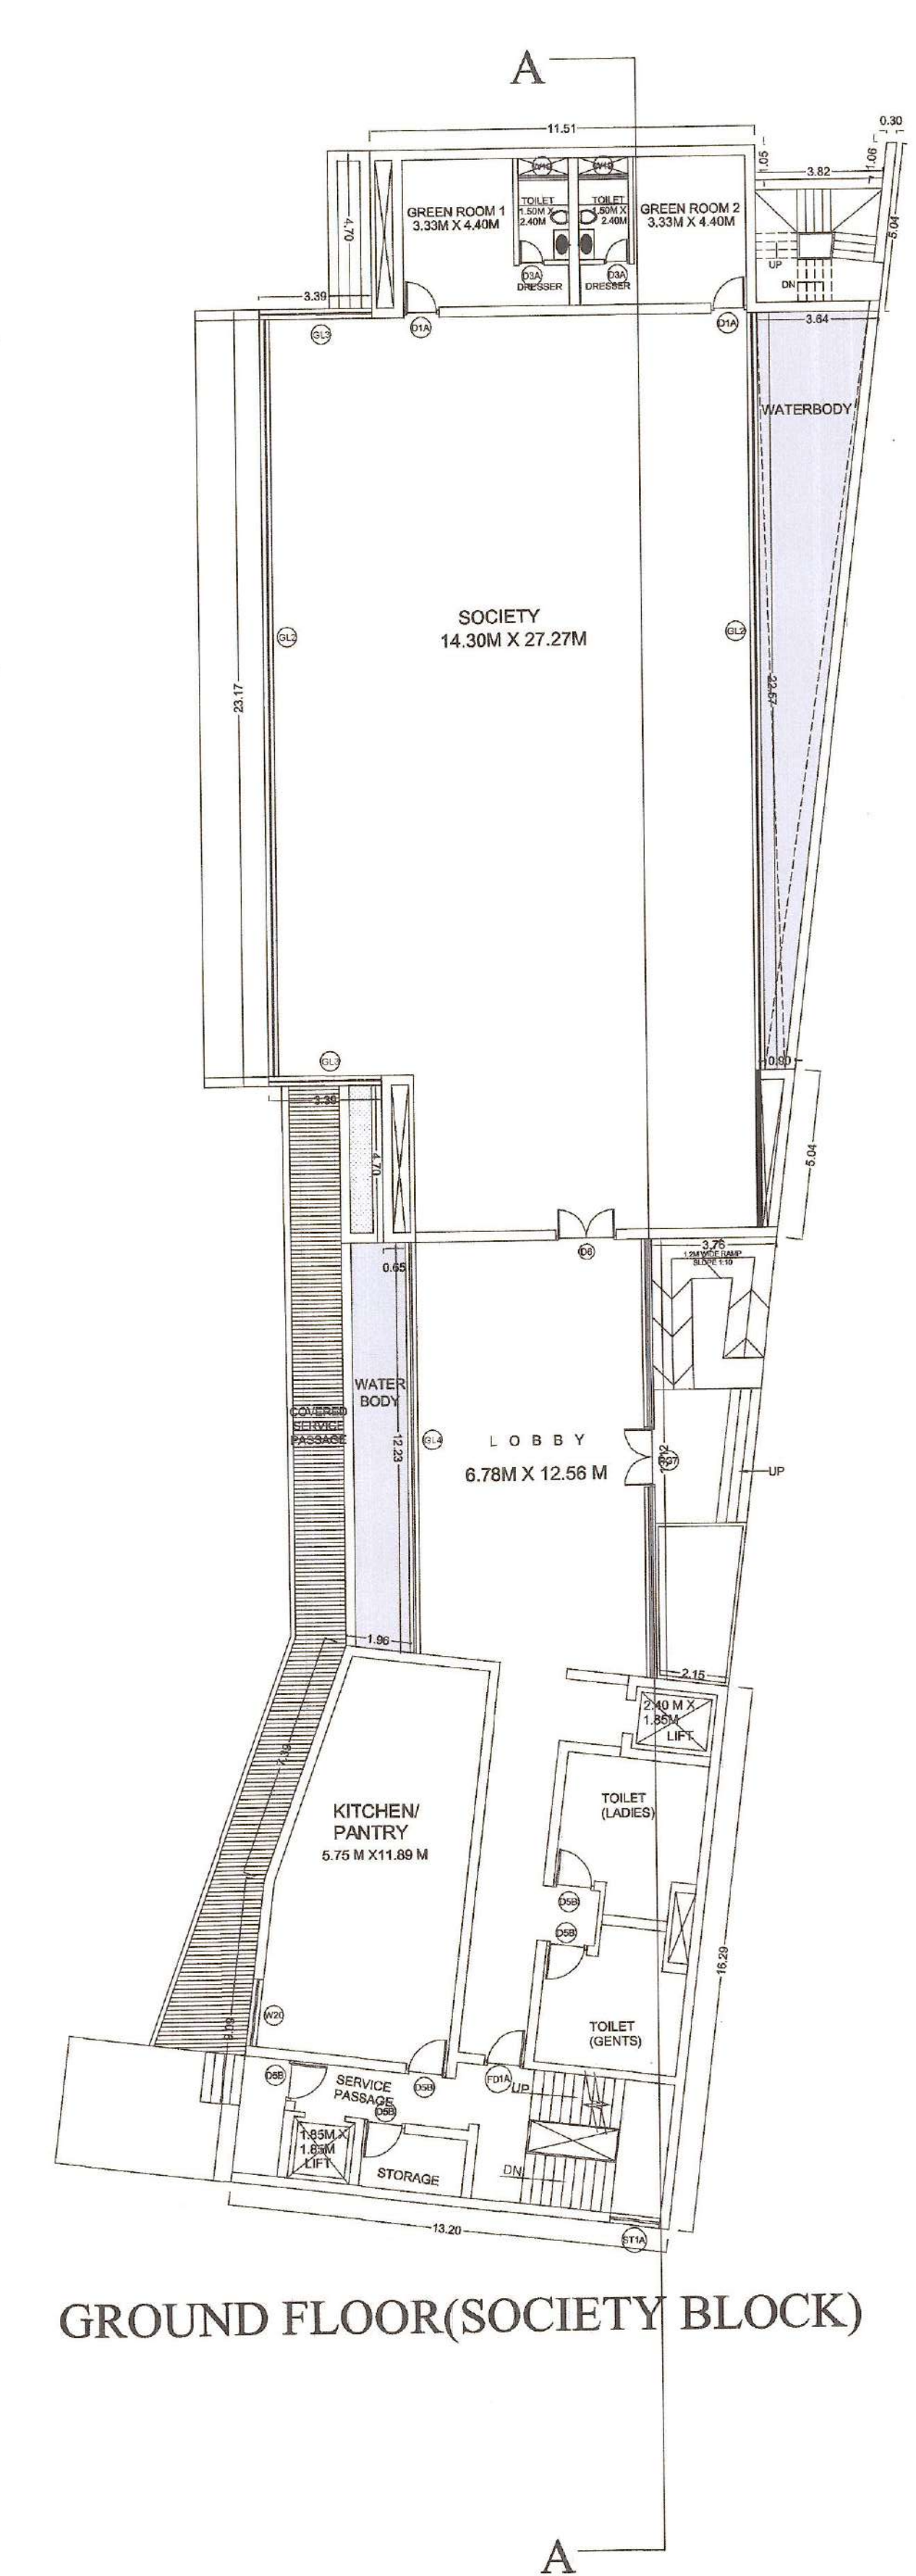 A
11.51
0.30
1.05
3.82
1.06
5.04
4.70
GREEN ROOM 1
3.33M X 4.40M
TOILET
1.50M X
2.40M
TOILET
1.50M X
2.40M
GREEN ROOM 2
3.33M X 4.40M
D3A
DRESSER
D3A
DRESSER
UP
DN
3.39
GL3
D1A
D1A
3.64
WATERBODY
SOCIETY
14.30M X 27.27M
GL2
GL2
23.17
22.67
GL3
0.90
3.39
4.70
5.04
D6
3.76
1.2M WIDE RAMP
SLOPE 1:10
0.65
WATER
BODY
COVERED
SERVICE
PASSAGE
12.23
GL4
LOBBY
6.78M X 12.56 M
UP
1.96
2.15
2.40 M X
1.85M
LIFT
7.39
KITCHEN/
PANTRY
5.75 M X11.89 M
TOILET
(LADIES)
D5B
D5B
16.29
W20
TOILET
(GENTS)
D5B
SERVICE
PASSAGE
D5B
D5B
FD1A
UP
1.85M X
1.85M
LIFT
STORAGE
DN
13.20
ST1A
GROUND FLOOR(SOCIETY BLOCK)
A